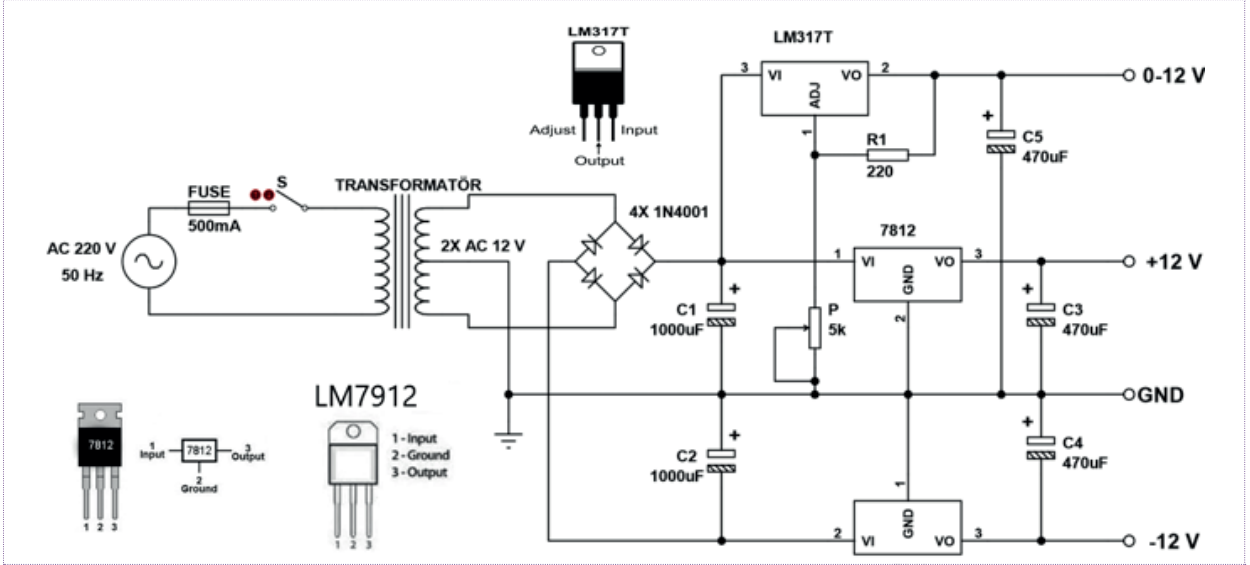 LM317T
Adjust
Input
Output
LM317T
3
VI
VO
2
ADJ
1
0-12 V
R1
220
+
C5
470uF
FUSE
500mA
S
TRANSFORMATÖR
AC 220 V
50 Hz
2X AC 12 V
4X 1N4001
7812
1
VI
VO
3
GND
2
+12 V
+
C1
1000uF
P
5k
+
C3
470uF
GND
+
C2
1000uF
+
C4
470uF
1
GND
2
VI
VO
3
-12 V
7812
1 2 3
1
Input
7812
3
Output
2
Ground
LM7912
1 - Input
2 - Ground
3 - Output
1 2 3